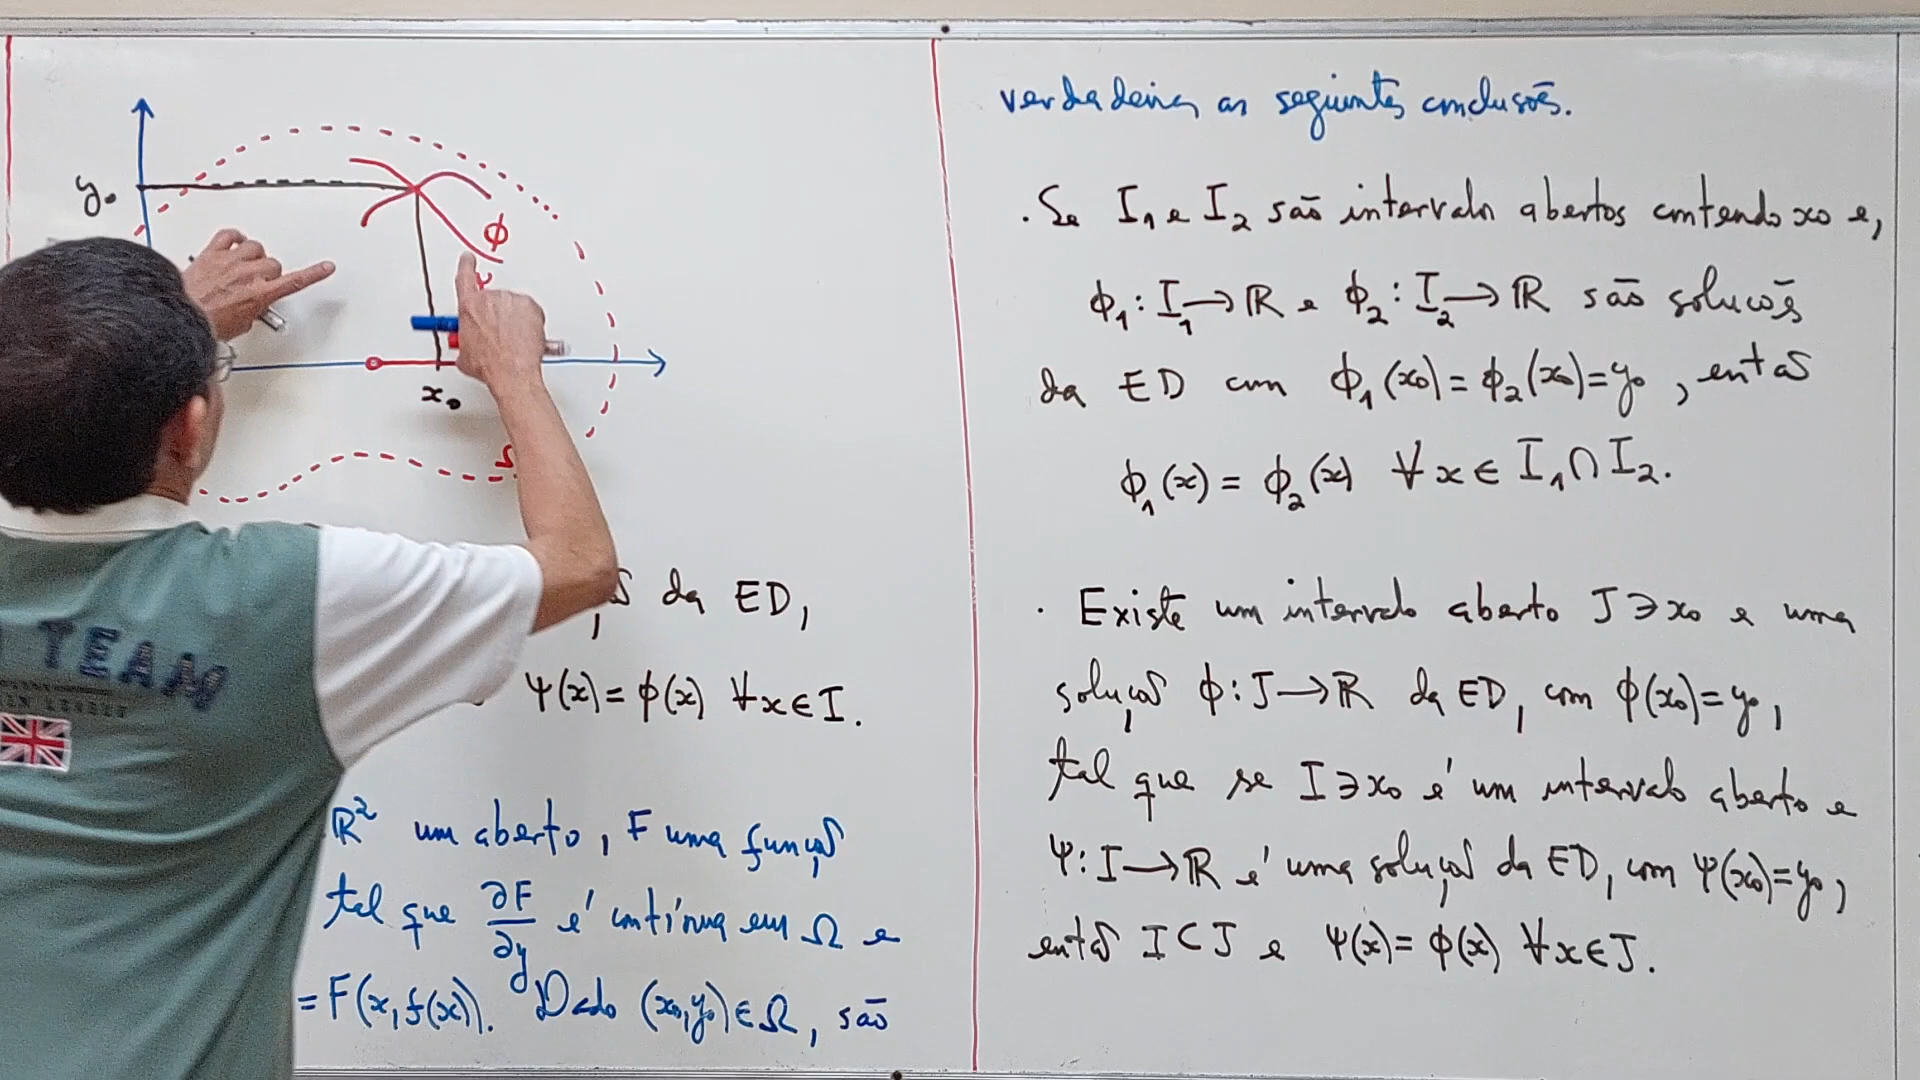 y₀
ϕ
x₀
da ED,
Ψ(x) = ϕ(x) ∀x∈I.
ℝ² um aberto, F uma função
tal que ∂F/∂y é contínua em Ω e
= F(x, f(x)). Dado (x₀,y₀)∈Ω, são
verdadeiras as seguintes conclusões.
. Se I₁ e I₂ são intervalos abertos contendo x₀ e,
ϕ₁: I₁ → ℝ e ϕ₂: I₂ → ℝ são soluções
da ED com ϕ₁(x₀) = ϕ₂(x₀) = y₀, então
ϕ₁(x) = ϕ₂(x) ∀x∈ I₁∩I₂.
. Existe um intervalo aberto J∋x₀ e uma
solução ϕ: J → ℝ da ED, com ϕ(x₀) = y₀,
tal que se I∋x₀ é um intervalo aberto e
Ψ: I → ℝ é uma solução da ED, com Ψ(x₀) = y₀,
então I⊂J e Ψ(x) = ϕ(x) ∀x∈J.
TEAM